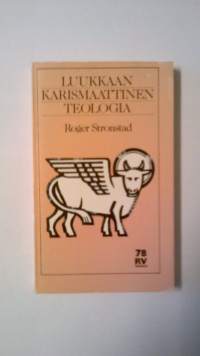 LUUKKAAN
KARISMAATTINEN
TEOLOGIA
Roger Stronstad
78
RV